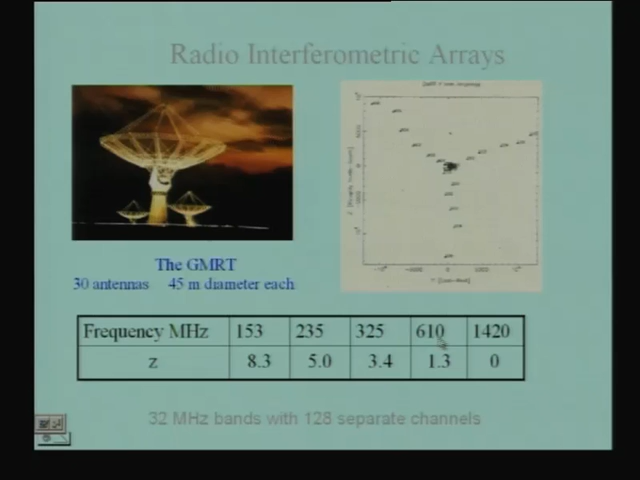 Radio Interferometric Arrays
The GMRT
30 antennas 45 m diameter each
Frequency MHz 153 235 325 610 1420
z 8.3 5.0 3.4 1.3 0
32 MHz bands with 128 separate channels